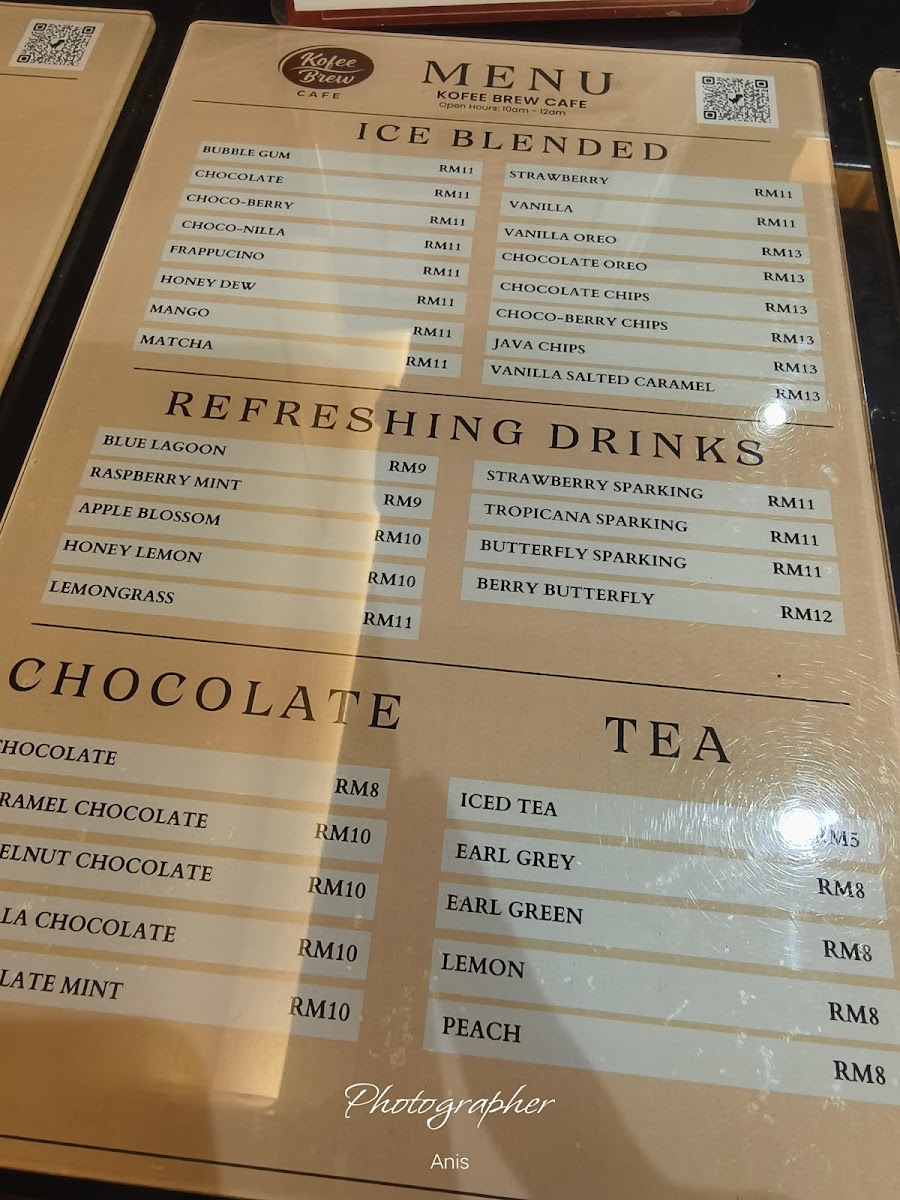 Kofee
Brew
CAFE
MENU
KOFEE BREW CAFE
Open Hours: 10am - 12am
ICE BLENDED
BUBBLE GUM RM11
CHOCOLATE RM11
CHOCO-BERRY RM11
CHOCO-NILLA RM11
FRAPPUCINO RM11
HONEY DEW RM11
MANGO RM11
MATCHA RM11
STRAWBERRY RM11
VANILLA RM11
VANILLA OREO RM13
CHOCOLATE OREO RM13
CHOCOLATE CHIPS RM13
CHOCO-BERRY CHIPS RM13
JAVA CHIPS RM13
VANILLA SALTED CARAMEL RM13
REFRESHING DRINKS
BLUE LAGOON RM9
RASPBERRY MINT RM9
APPLE BLOSSOM RM10
HONEY LEMON RM10
LEMONGRASS RM11
STRAWBERRY SPARKING RM11
TROPICANA SPARKING RM11
BUTTERFLY SPARKING RM11
BERRY BUTTERFLY RM12
CHOCOLATE
CHOCOLATE RM8
RAMEL CHOCOLATE RM10
ELNUT CHOCOLATE RM10
LA CHOCOLATE RM10
LATE MINT RM10
TEA
ICED TEA RM5
EARL GREY RM8
EARL GREEN RM8
LEMON RM8
PEACH RM8
Photographer
Anis